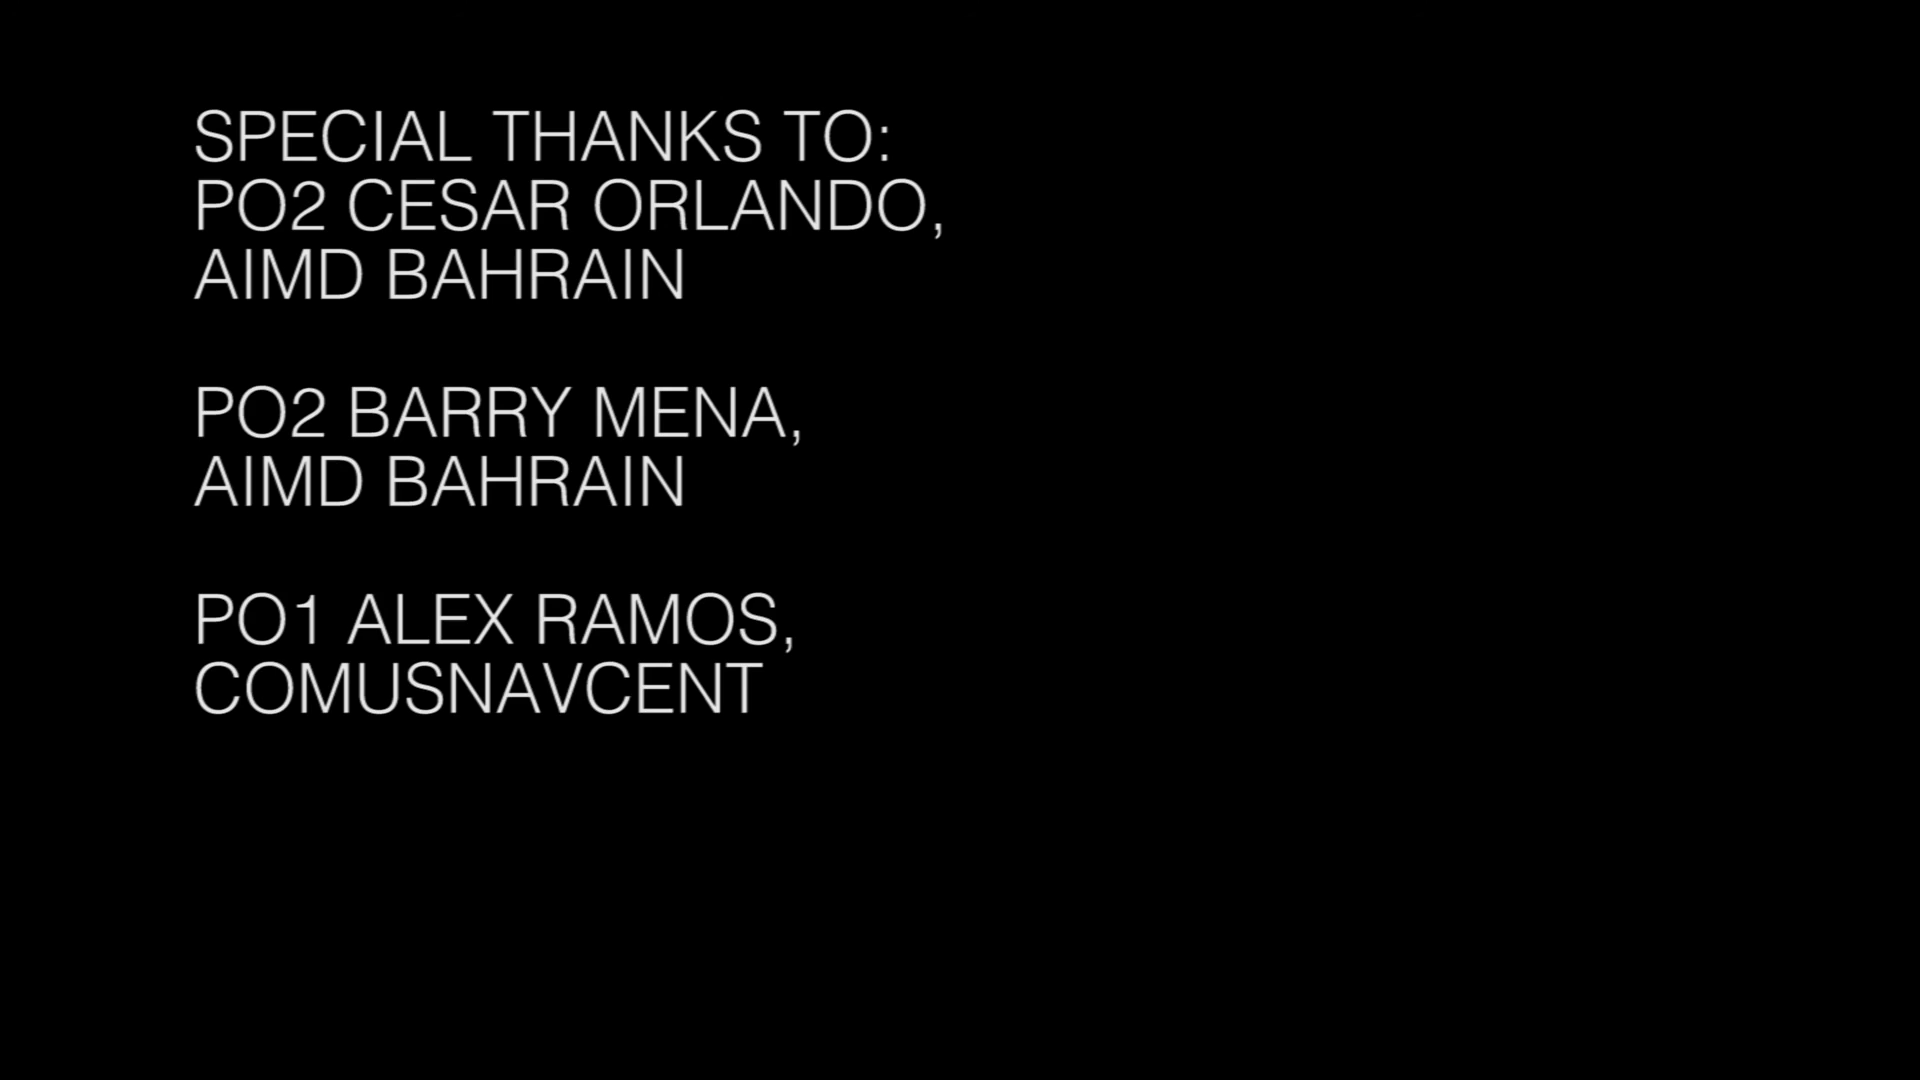 SPECIAL THANKS TO:
PO2 CESAR ORLANDO,
AIMD BAHRAIN
PO2 BARRY MENA,
AIMD BAHRAIN
PO1 ALEX RAMOS,
COMUSNAVCENT